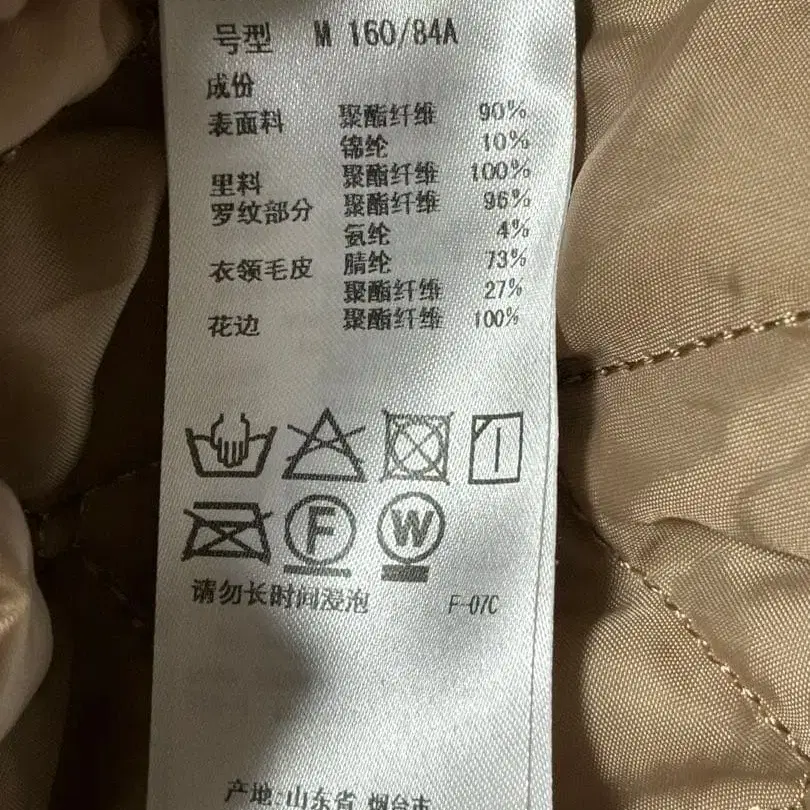 号型 M 160/84A
成份
表面料 聚酯纤维 90%
锦纶 10%
里料 聚酯纤维 100%
罗纹部分 聚酯纤维 96%
氨纶 4%
衣领毛皮 腈纶 73%
聚酯纤维 27%
花边 聚酯纤维 100%
F W
请勿长时间浸泡 F-07C
产地:山东省 烟台市